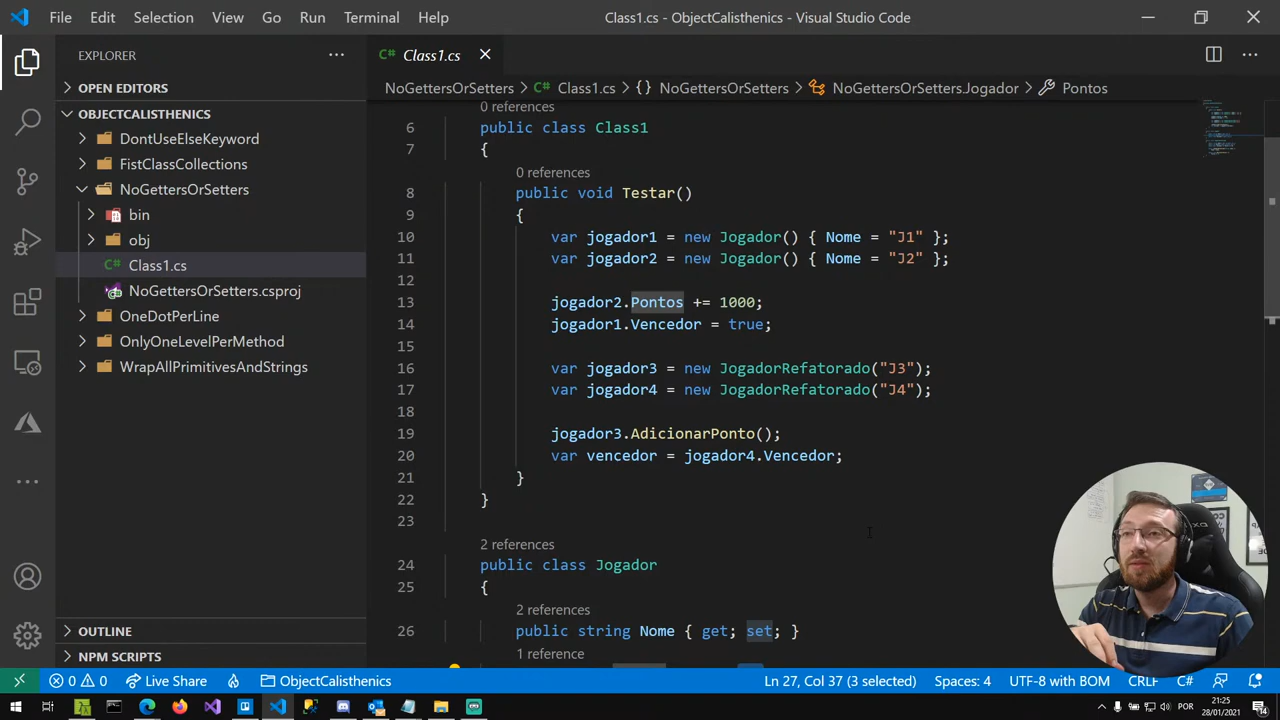 File Edit Selection View Go Run Terminal Help Class1.cs - ObjectCalisthenics - Visual Studio Code
EXPLORER
OPEN EDITORS
OBJECTCALISTHENICS
DontUseElseKeyword
FistClassCollections
NoGettersOrSetters
bin
obj
C# Class1.cs
NoGettersOrSetters.csproj
OneDotPerLine
OnlyOneLevelPerMethod
WrapAllPrimitivesAndStrings
OUTLINE
NPM SCRIPTS
C# Class1.cs
NoGettersOrSetters > C# Class1.cs > {} NoGettersOrSetters > NoGettersOrSetters.Jogador > Pontos
0 references
6 public class Class1
7 {
0 references
8 public void Testar()
9 {
10 var jogador1 = new Jogador() { Nome = "J1" };
11 var jogador2 = new Jogador() { Nome = "J2" };
12
13 jogador2.Pontos += 1000;
14 jogador1.Vencedor = true;
15
16 var jogador3 = new JogadorRefatorado("J3");
17 var jogador4 = new JogadorRefatorado("J4");
18
19 jogador3.AdicionarPonto();
20 var vencedor = jogador4.Vencedor;
21 }
22 }
23
2 references
24 public class Jogador
25 {
2 references
26 public string Nome { get; set; }
1 reference
0 0 Live Share ObjectCalisthenics Ln 27, Col 37 (3 selected) Spaces: 4 UTF-8 with BOM CRLF C#
POR 21:25
28/01/2021 14